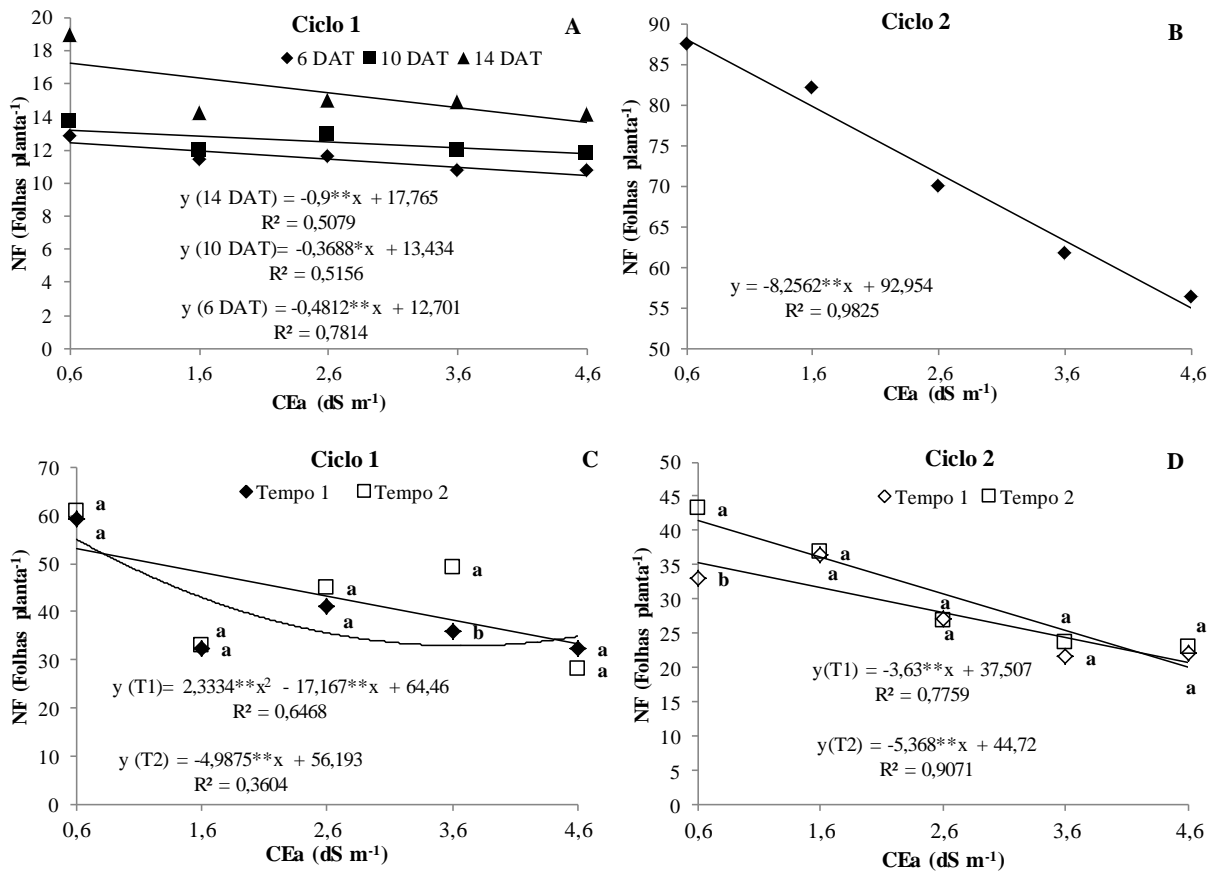 Ciclo 1
A
6 DAT 10 DAT 14 DAT
NF (Folhas planta⁻¹)
20
18
16
14
12
10
8
6
4
2
0
y (14 DAT) = -0,9**x + 17,765
R² = 0,5079
y (10 DAT)= -0,3688*x + 13,434
R² = 0,5156
y (6 DAT) = -0,4812**x + 12,701
R² = 0,7814
0,6 1,6 2,6 3,6 4,6
CEa (dS m⁻¹)
Ciclo 2
B
NF (Folhas planta⁻¹)
90
85
80
75
70
65
60
55
50
y = -8,2562**x + 92,954
R² = 0,9825
0,6 1,6 2,6 3,6 4,6
CEa (dS m⁻¹)
Ciclo 1
C
Tempo 1 Tempo 2
NF (Folhas planta⁻¹)
70
60
50
40
30
20
10
0
a
a
a
a
a
a
a
b
a
a
y (T1)= 2,3334**x² - 17,167**x + 64,46
R² = 0,6468
y (T2) = -4,9875**x + 56,193
R² = 0,3604
0,6 1,6 2,6 3,6 4,6
CEa (dS m⁻¹)
Ciclo 2
D
Tempo 1 Tempo 2
NF (Folhas planta⁻¹)
50
45
40
35
30
25
20
15
10
5
0
a
b
a
a
a
a
a
a
a
a
y(T1) = -3,63**x + 37,507
R² = 0,7759
y(T2) = -5,368**x + 44,72
R² = 0,9071
0,6 1,6 2,6 3,6 4,6
CEa (dS m⁻¹)